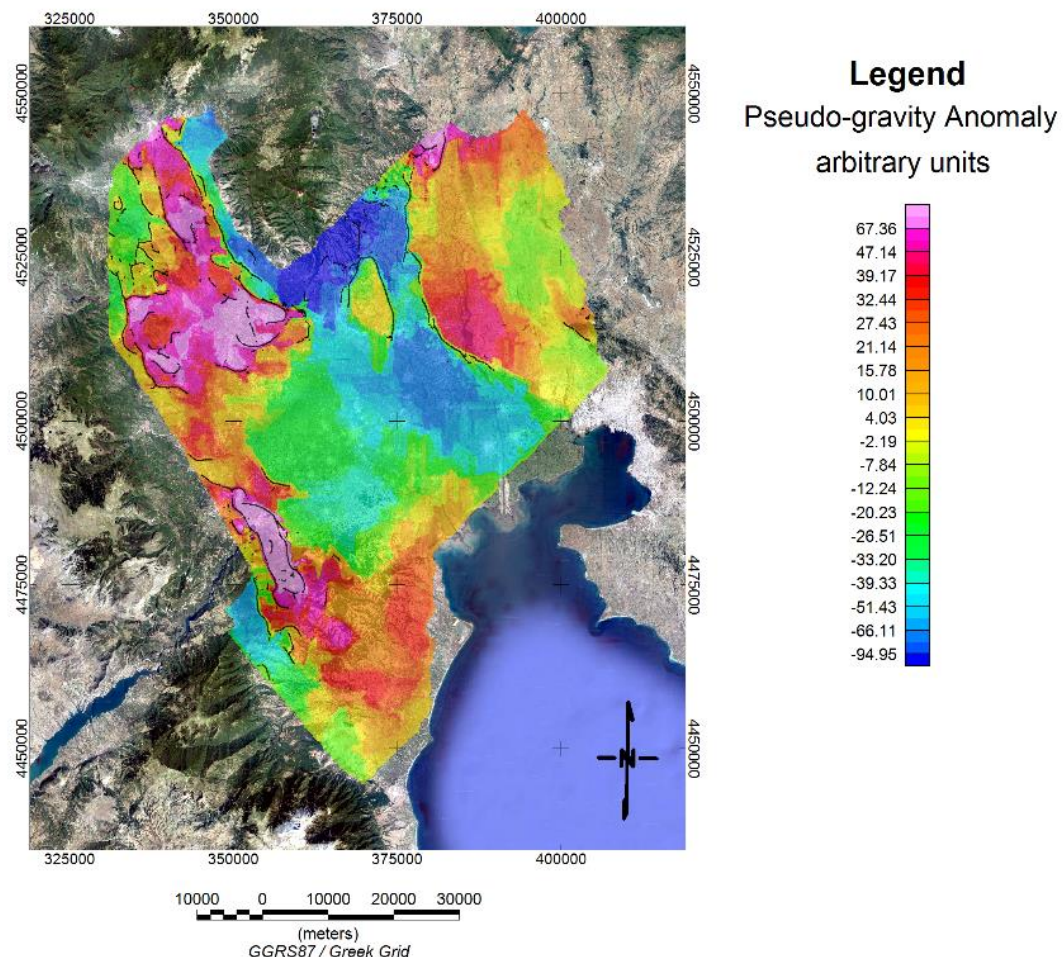 325000 350000 375000 400000
4550000 4550000
4525000 4525000
4500000 4500000
4475000 4475000
4450000 4450000
325000 350000 375000 400000
10000 0 10000 20000 30000
(meters)
GGRS87 / Greek Grid
Legend
Pseudo-gravity Anomaly
arbitrary units
67.36
47.14
39.17
32.44
27.43
21.14
15.78
10.01
4.03
-2.19
-7.84
-12.24
-20.23
-26.51
-33.20
-39.33
-51.43
-66.11
-94.95
N